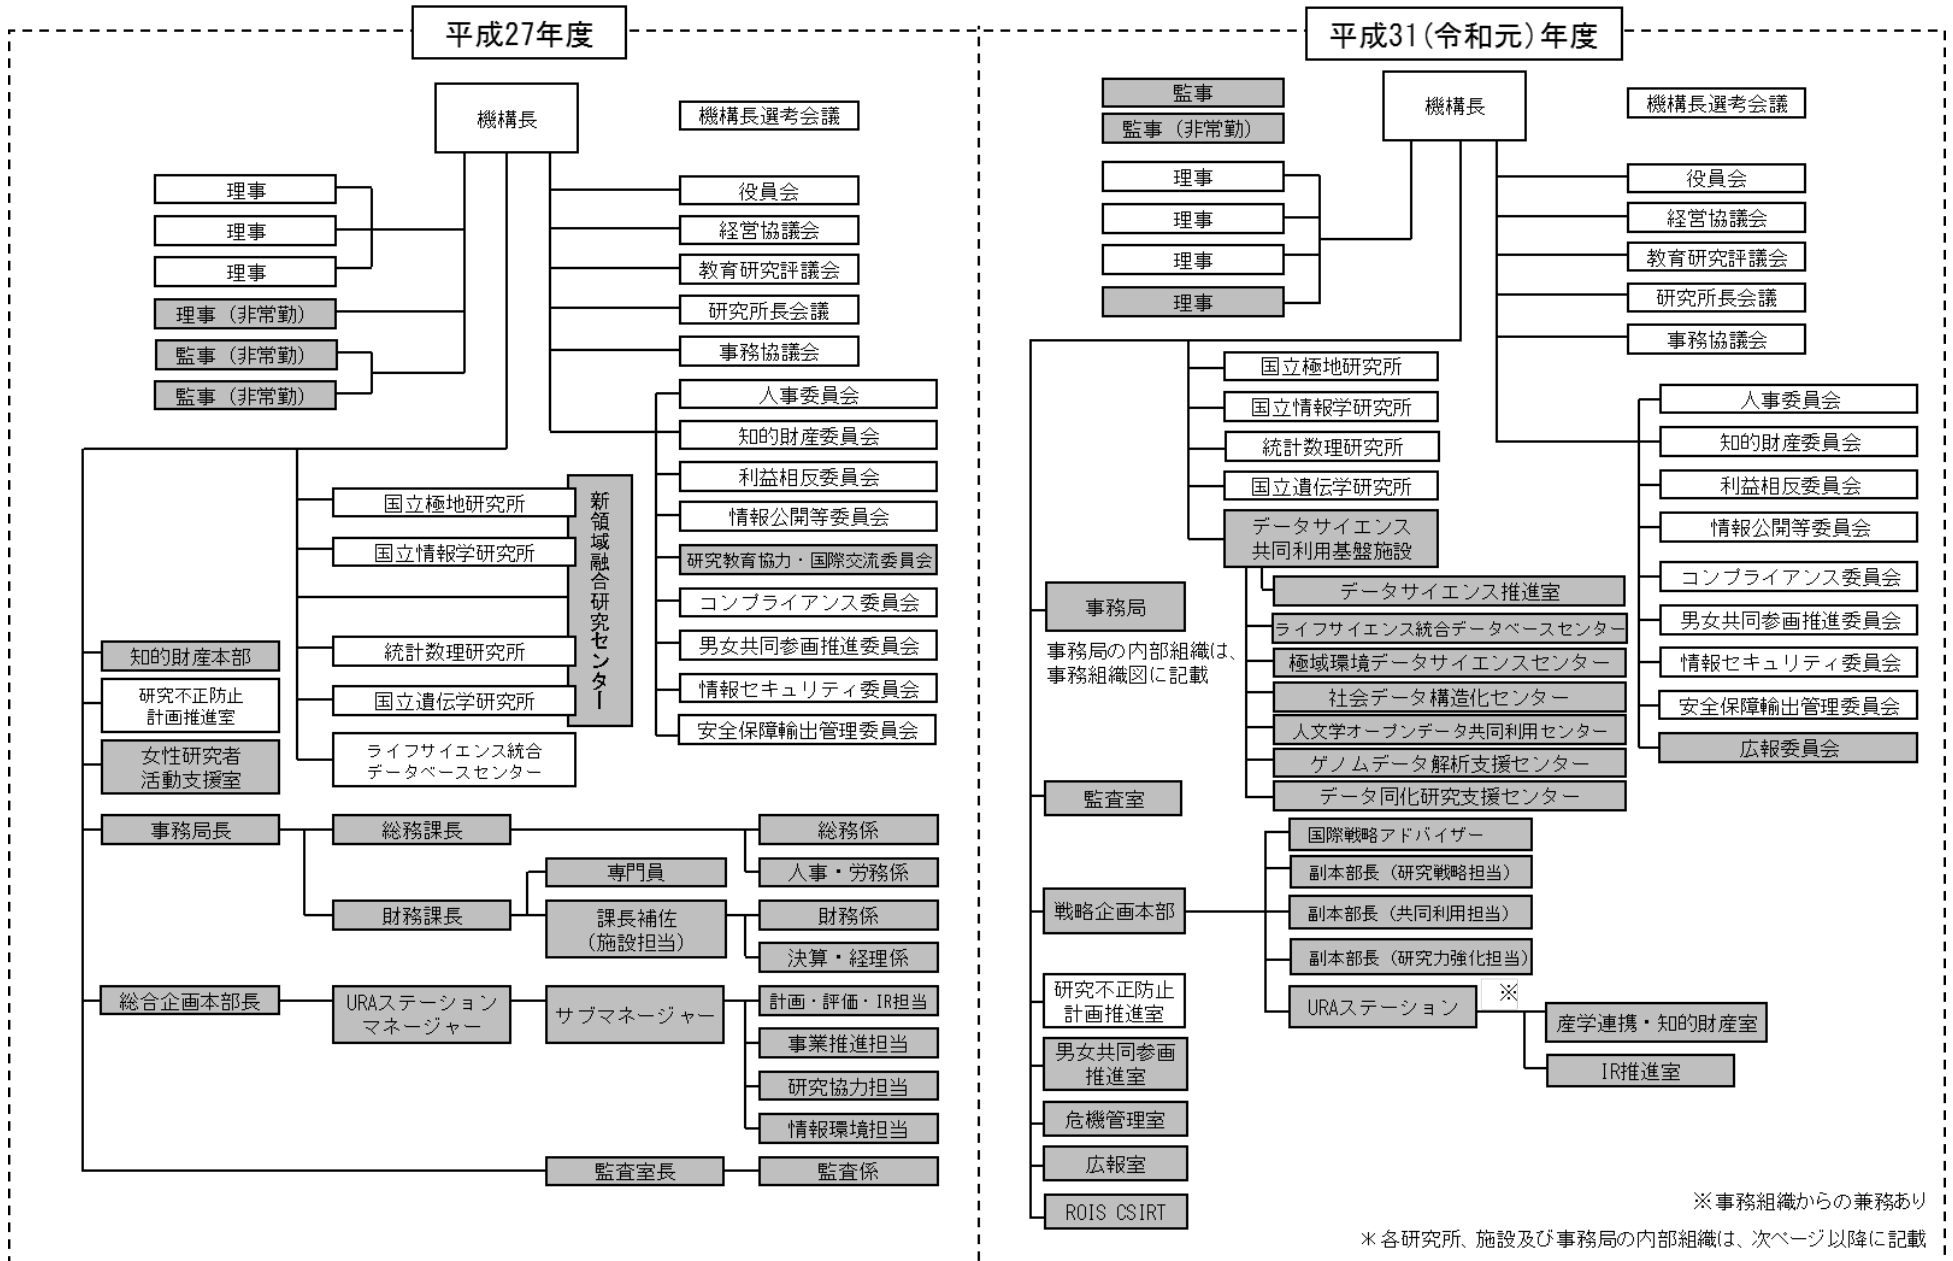 平成27年度
機構長
機構長選考会議
理事
理事
理事
理事（非常勤）
監事（非常勤）
監事（非常勤）
役員会
経営協議会
教育研究評議会
研究所長会議
事務協議会
人事委員会
知的財産委員会
利益相反委員会
情報公開等委員会
研究教育協力・国際交流委員会
コンプライアンス委員会
男女共同参画推進委員会
情報セキュリティ委員会
安全保障輸出管理委員会
国立極地研究所
国立情報学研究所
統計数理研究所
国立遺伝学研究所
新領域融合研究センター
ライフサイエンス統合
データベースセンター
知的財産本部
研究不正防止
計画推進室
女性研究者
活動支援室
事務局長
総務課長
総務係
人事・労務係
財務課長
専門員
課長補佐
（施設担当）
財務係
決算・経理係
総合企画本部長
URAステーション
マネージャー
サブマネージャー
計画・評価・IR担当
事業推進担当
研究協力担当
情報環境担当
監査室長
監査係
平成31(令和元)年度
監事
監事（非常勤）
機構長
機構長選考会議
理事
理事
理事
理事
役員会
経営協議会
教育研究評議会
研究所長会議
事務協議会
人事委員会
知的財産委員会
利益相反委員会
情報公開等委員会
コンプライアンス委員会
男女共同参画推進委員会
情報セキュリティ委員会
安全保障輸出管理委員会
広報委員会
国立極地研究所
国立情報学研究所
統計数理研究所
国立遺伝学研究所
データサイエンス
共同利用基盤施設
データサイエンス推進室
ライフサイエンス統合データベースセンター
極域環境データサイエンスセンター
社会データ構造化センター
人文学オープンデータ共同利用センター
ゲノムデータ解析支援センター
データ同化研究支援センター
事務局
事務局の内部組織は、
事務組織図に記載
監査室
戦略企画本部
国際戦略アドバイザー
副本部長（研究戦略担当）
副本部長（共同利用担当）
副本部長（研究力強化担当）
URAステーション
※
産学連携・知的財産室
IR推進室
研究不正防止
計画推進室
男女共同参画
推進室
危機管理室
広報室
ROIS CSIRT
※事務組織からの兼務あり
＊各研究所、施設及び事務局の内部組織は、次ページ以降に記載